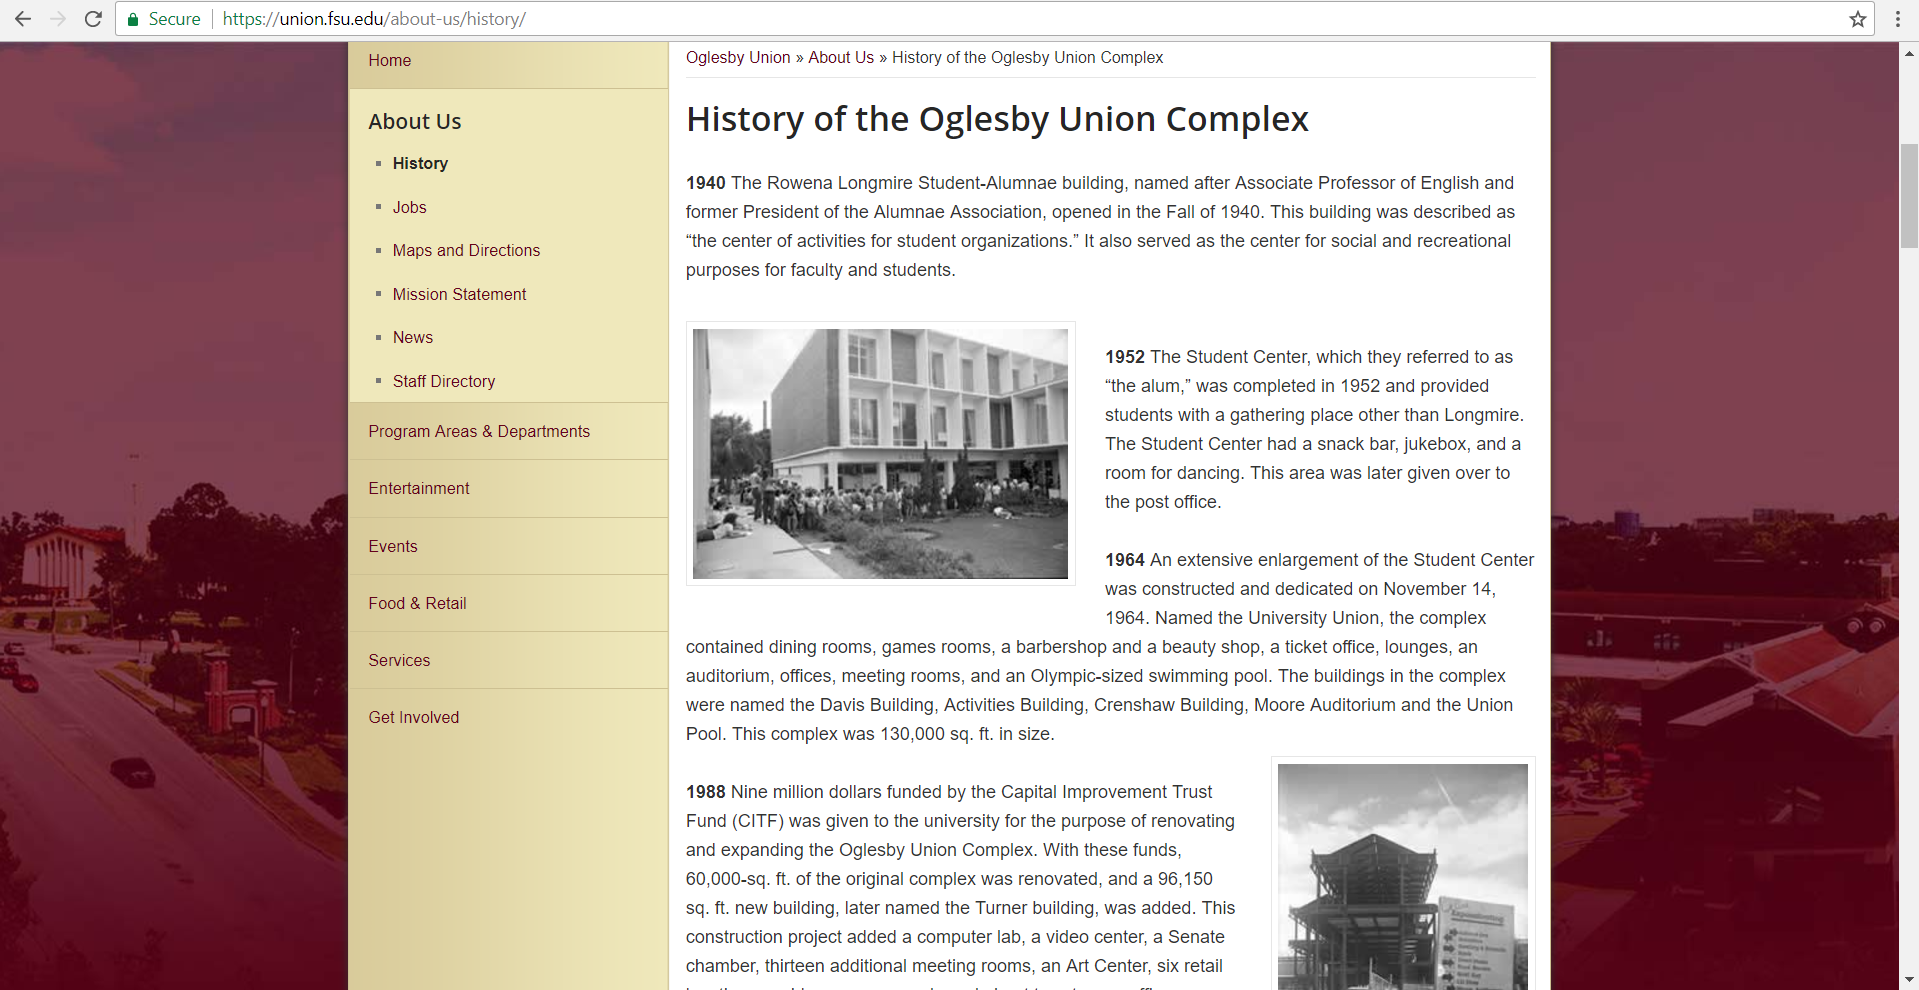 Secure https://union.fsu.edu/about-us/history/
Home
About Us
History
Jobs
Maps and Directions
Mission Statement
News
Staff Directory
Program Areas & Departments
Entertainment
Events
Food & Retail
Services
Get Involved
Oglesby Union » About Us » History of the Oglesby Union Complex
History of the Oglesby Union Complex
1940 The Rowena Longmire Student-Alumnae building, named after Associate Professor of English and
former President of the Alumnae Association, opened in the Fall of 1940. This building was described as
“the center of activities for student organizations.” It also served as the center for social and recreational
purposes for faculty and students.
1952 The Student Center, which they referred to as
“the alum,” was completed in 1952 and provided
students with a gathering place other than Longmire.
The Student Center had a snack bar, jukebox, and a
room for dancing. This area was later given over to
the post office.
1964 An extensive enlargement of the Student Center
was constructed and dedicated on November 14,
1964. Named the University Union, the complex
contained dining rooms, games rooms, a barbershop and a beauty shop, a ticket office, lounges, an
auditorium, offices, meeting rooms, and an Olympic-sized swimming pool. The buildings in the complex
were named the Davis Building, Activities Building, Crenshaw Building, Moore Auditorium and the Union
Pool. This complex was 130,000 sq. ft. in size.
1988 Nine million dollars funded by the Capital Improvement Trust
Fund (CITF) was given to the university for the purpose of renovating
and expanding the Oglesby Union Complex. With these funds,
60,000-sq. ft. of the original complex was renovated, and a 96,150
sq. ft. new building, later named the Turner building, was added. This
construction project added a computer lab, a video center, a Senate
chamber, thirteen additional meeting rooms, an Art Center, six retail